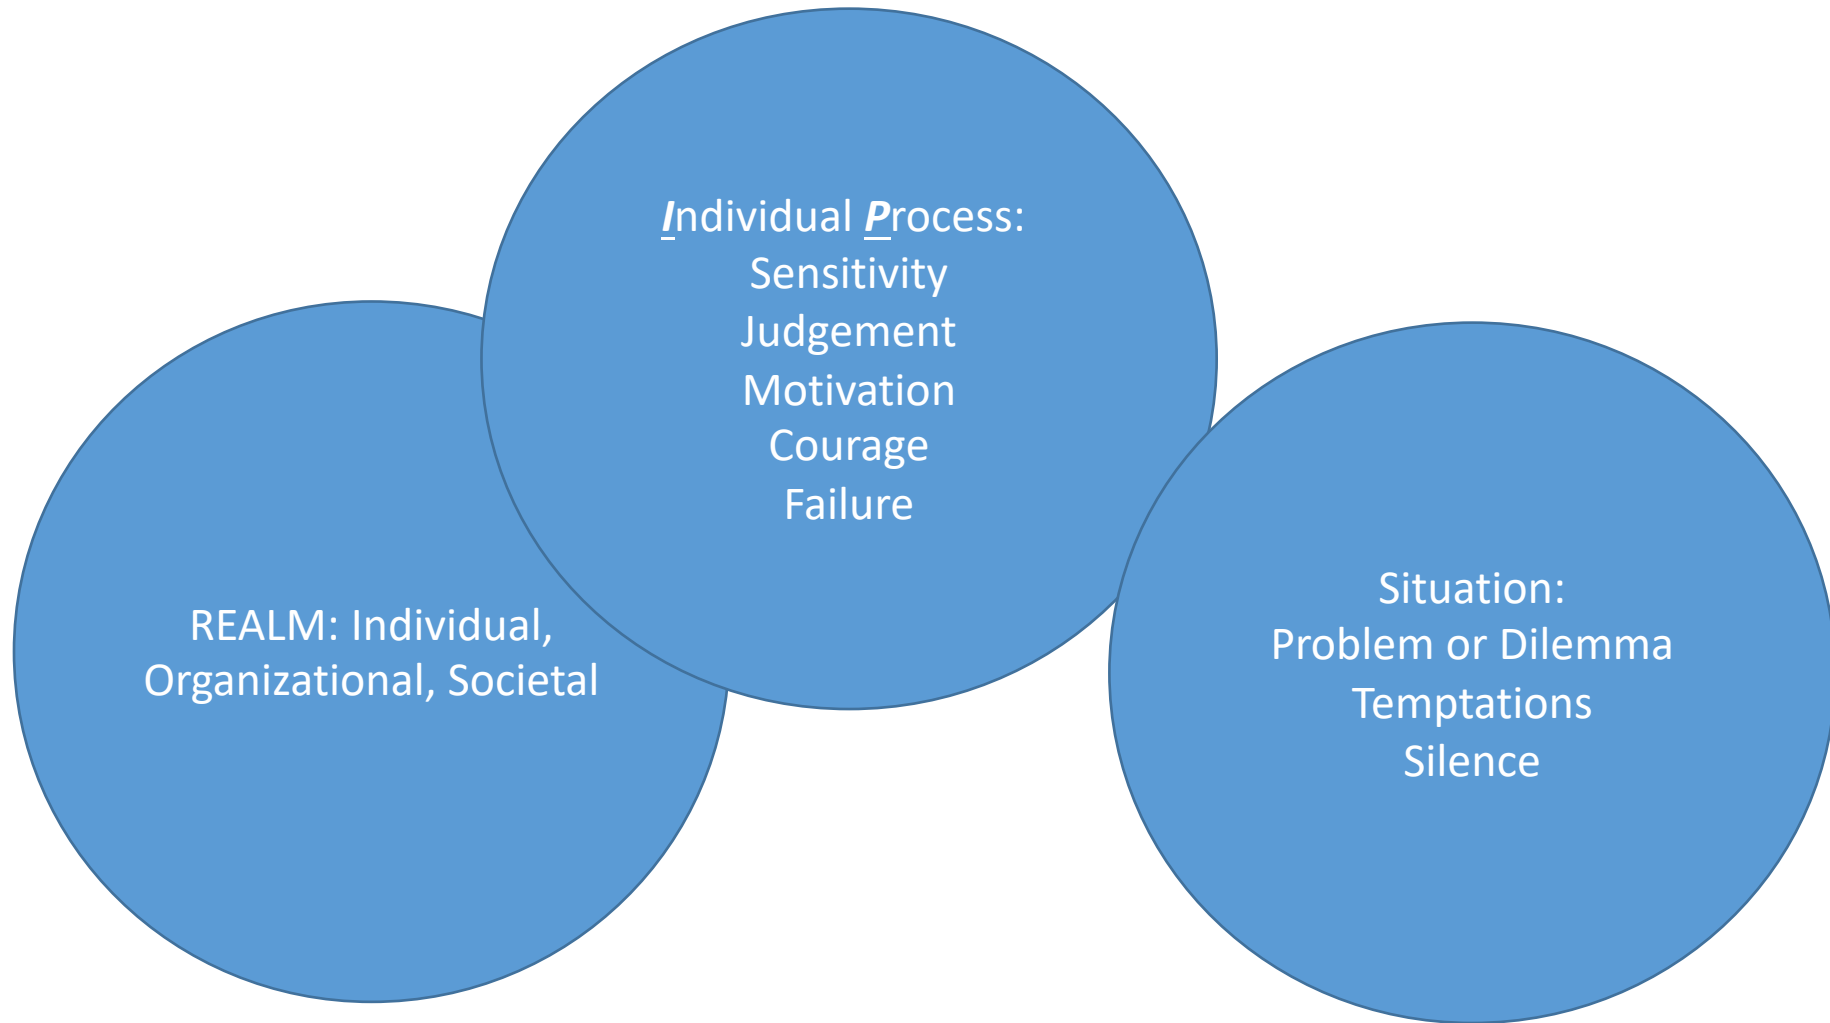 Individual Process:
Sensitivity
Judgement
Motivation
Courage
Failure
REALM: Individual,
Organizational, Societal
Situation:
Problem or Dilemma
Temptations
Silence